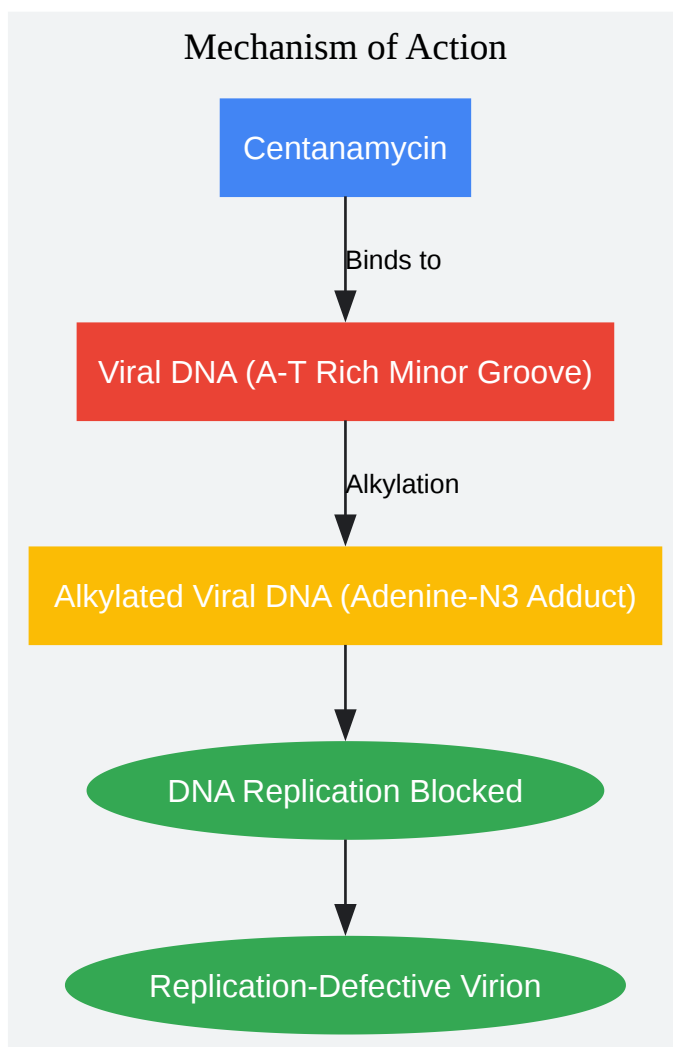 Mechanism of Action
Centanamycin
Binds to
Viral DNA (A-T Rich Minor Groove)
Alkylation
Alkylated Viral DNA (Adenine-N3 Adduct)
DNA Replication Blocked
Replication-Defective Virion